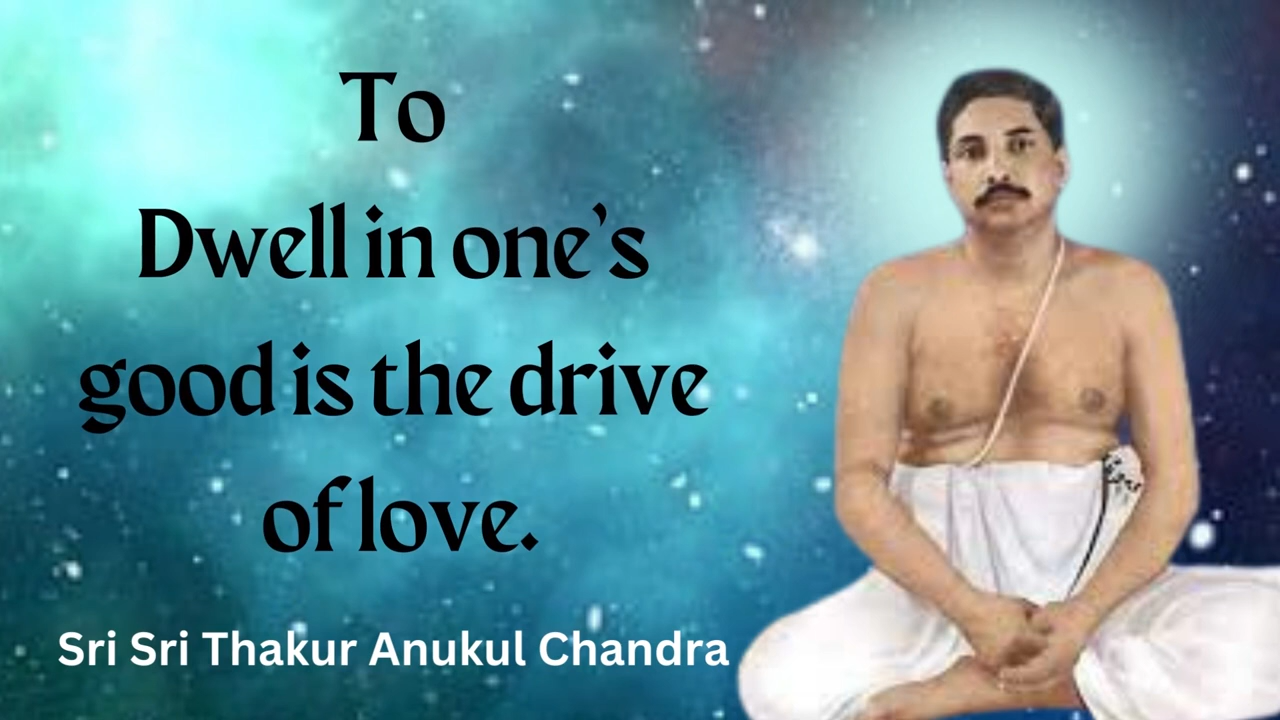 To
Dwell in one's
good is the drive
of love.
Sri Sri Thakur Anukul Chandra